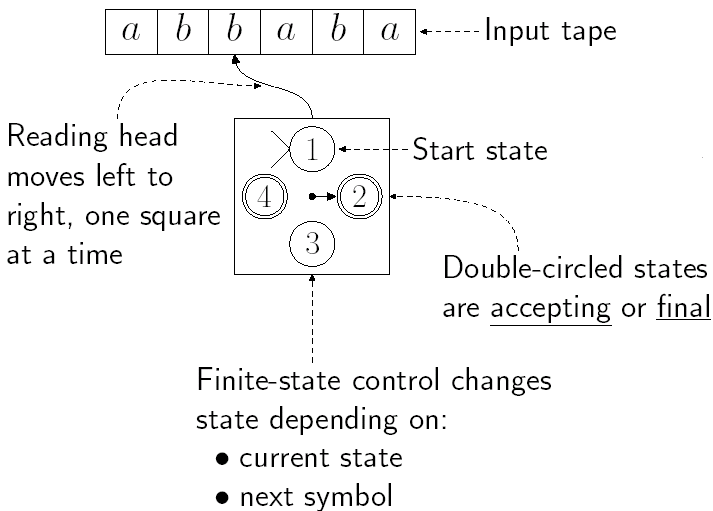 a b b a b a
Input tape
Reading head
moves left to
right, one square
at a time
1
Start state
4
2
3
Double-circled states
are accepting or final
Finite-state control changes
state depending on:
• current state
• next symbol